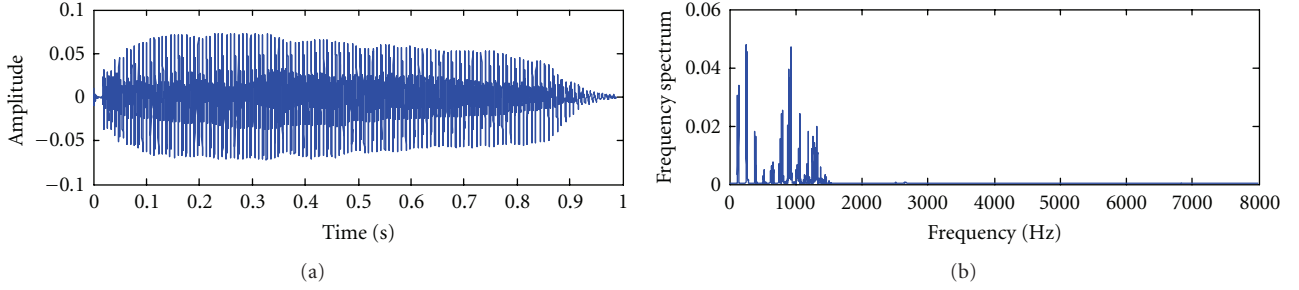 0.1
0.05
0
−0.05
−0.1
Amplitude
0 0.1 0.2 0.3 0.4 0.5 0.6 0.7 0.8 0.9 1
Time (s)
(a)
0.06
0.04
0.02
0
Frequency spectrum
0 1000 2000 3000 4000 5000 6000 7000 8000
Frequency (Hz)
(b)